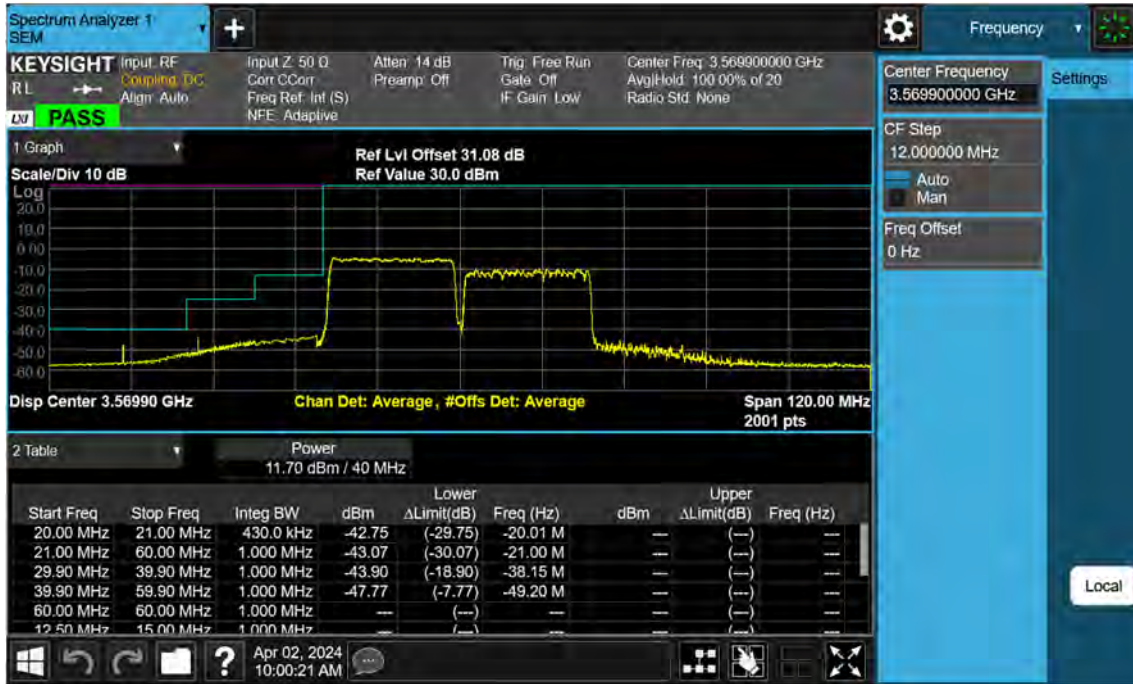 Spectrum Analyzer 1
SEM
+
Frequency
KEYSIGHT
RL
LXI
PASS
Input: RF
Coupling: DC
Align: Auto
Input Z: 50 Ω
Corr CCorr
Freq Ref: Int (S)
NFE: Adaptive
Atten: 14 dB
Preamp: Off
Trig: Free Run
Gate: Off
IF Gain: Low
Center Freq: 3.569900000 GHz
Avg|Hold: 100.00% of 20
Radio Std: None
Center Frequency
3.569900000 GHz
Settings
CF Step
12.000000 MHz
Auto
Man
Freq Offset
0 Hz
Local
1 Graph
Scale/Div 10 dB
Ref Lvl Offset 31.08 dB
Ref Value 30.0 dBm
Log
20.0
10.0
0.00
-10.0
-20.0
-30.0
-40.0
-50.0
-60.0
Disp Center 3.56990 GHz
Chan Det: Average, #Offs Det: Average
Span 120.00 MHz
2001 pts
2 Table
Power
11.70 dBm / 40 MHz
Lower Upper
Start Freq Stop Freq Integ BW dBm ΔLimit(dB) Freq (Hz) dBm ΔLimit(dB) Freq (Hz)
20.00 MHz 21.00 MHz 430.0 kHz -42.75 (-29.75) -20.01 M --- (---) ---
21.00 MHz 60.00 MHz 1.000 MHz -43.07 (-30.07) -21.00 M --- (---) ---
29.90 MHz 39.90 MHz 1.000 MHz -43.90 (-18.90) -38.15 M --- (---) ---
39.90 MHz 59.90 MHz 1.000 MHz -47.77 (-7.77) -49.20 M --- (---) ---
60.00 MHz 60.00 MHz 1.000 MHz --- (---) --- --- (---) ---
12.50 MHz 15.00 MHz 1.000 MHz --- (---) --- --- (---) ---
?
Apr 02, 2024
10:00:21 AM